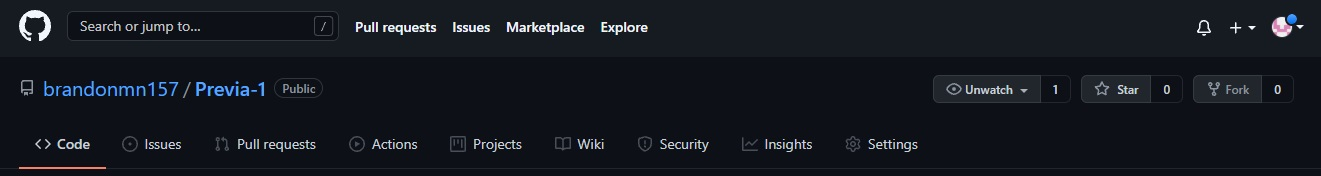 Search or jump to... / Pull requests Issues Marketplace Explore
brandonmn157 / Previa-1 Public Unwatch 1 Star 0 Fork 0
Code Issues Pull requests Actions Projects Wiki Security Insights Settings